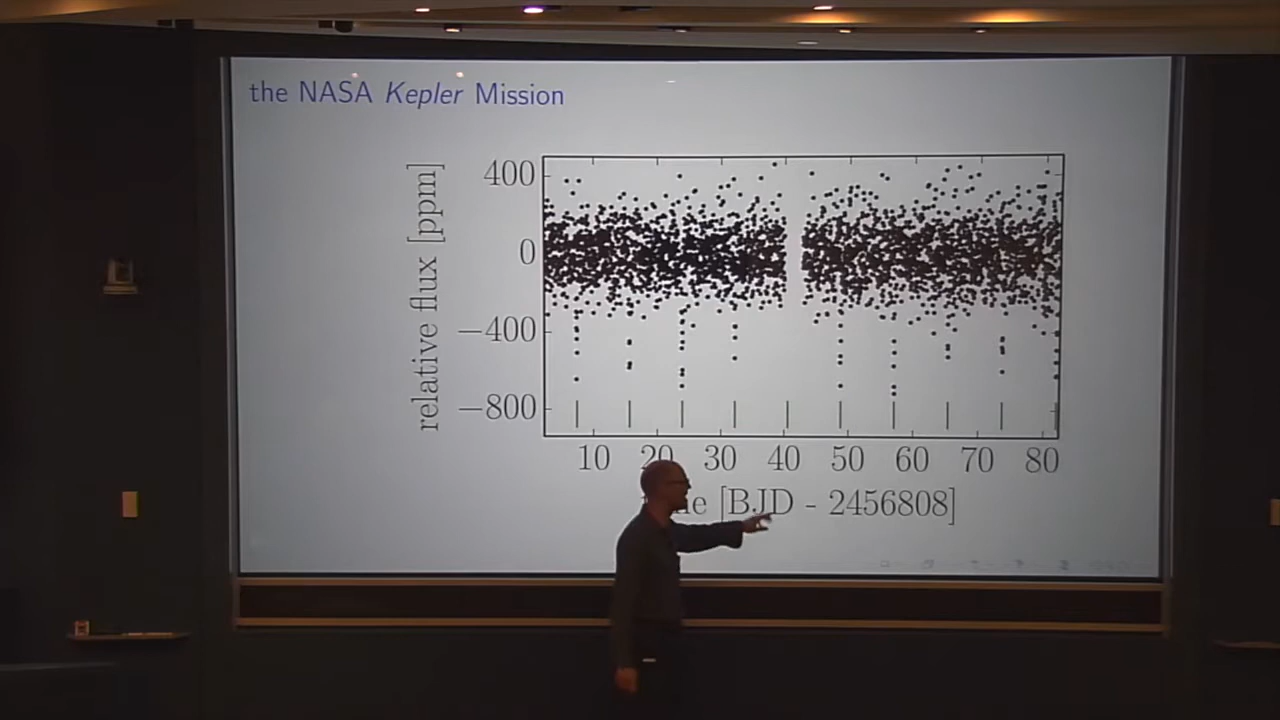 the NASA Kepler Mission
relative flux [ppm]
400
0
−400
−800
10 20 30 40 50 60 70 80
[BJD - 2456808]